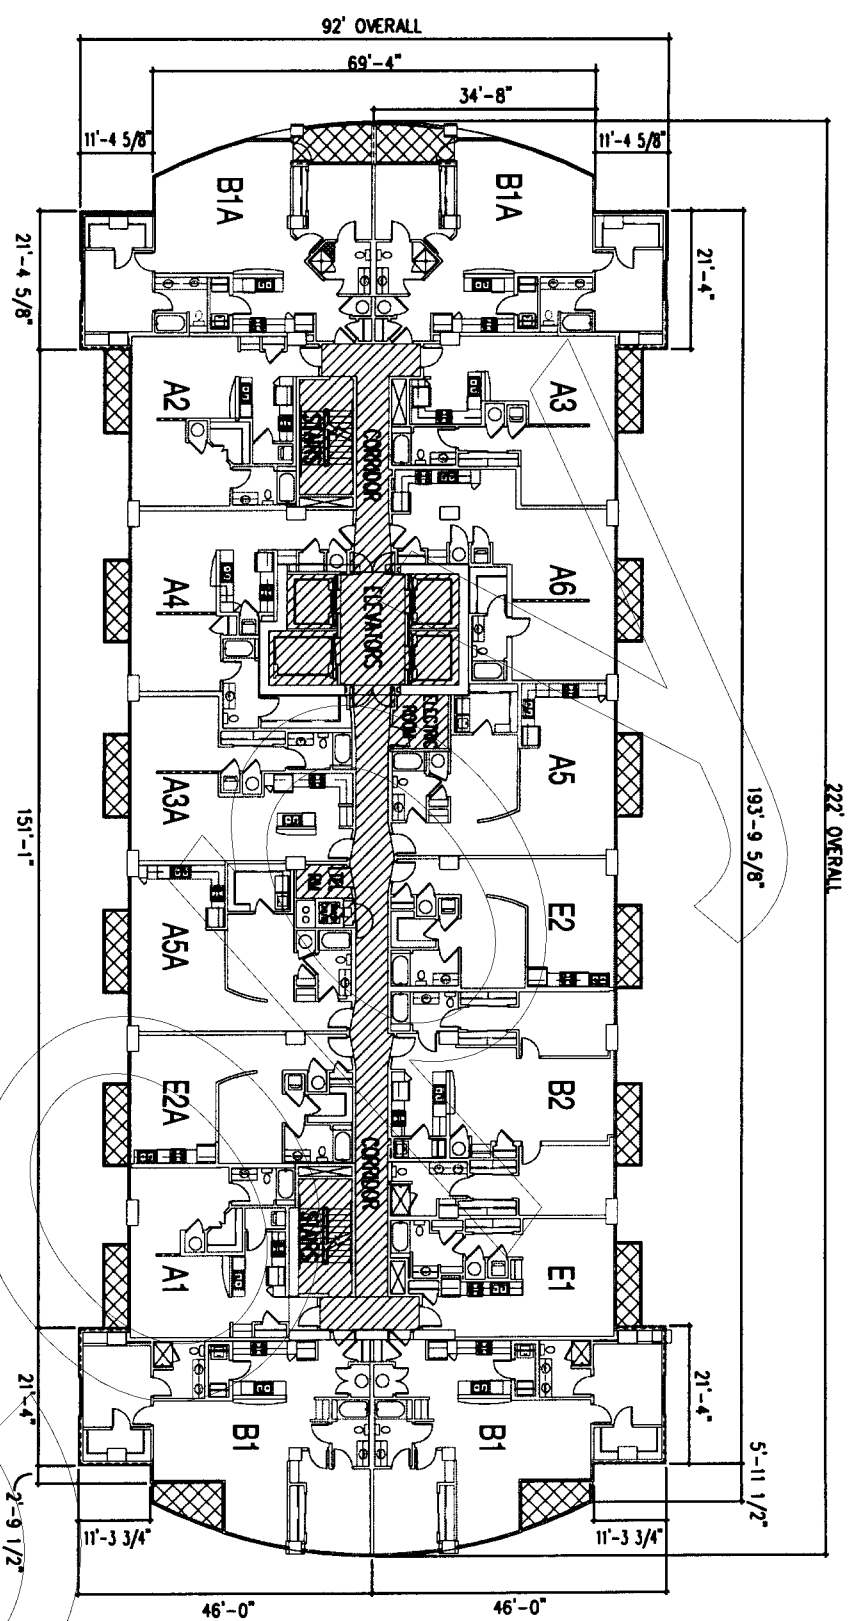 92' OVERALL
69'-4"
34'-8"
11'-4 5/8"
11'-4 5/8"
B1A
B1A
21'-4 5/8"
21'-4"
A2
STAIRS
CORRIDOR
A3
A4
ELEVATORS
A6
ELECTRIC
ROOM
A5
A3A
151'-1"
193'-9 5/8"
222' OVERALL
TEL
RM
A5A
E2
E2A
B2
CORRIDOR
STAIRS
A1
E1
21'-4"
21'-4"
B1
B1
5'-11 1/2"
2'-9 1/2"
11'-3 3/4"
11'-3 3/4"
46'-0"
46'-0"